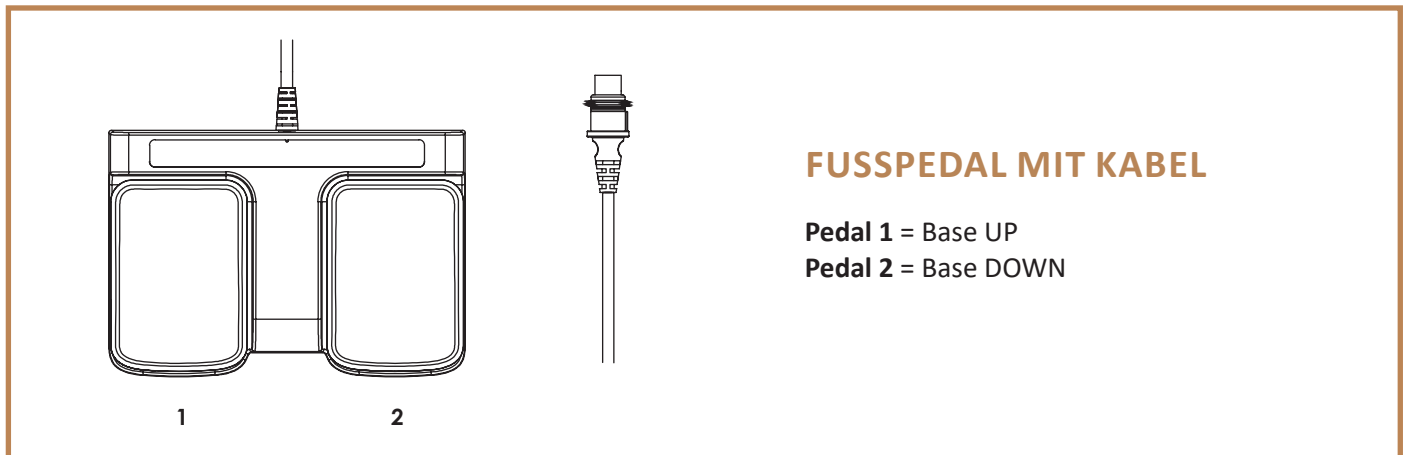 FUSSPEDAL MIT KABEL
Pedal 1 = Base UP
Pedal 2 = Base DOWN
1
2